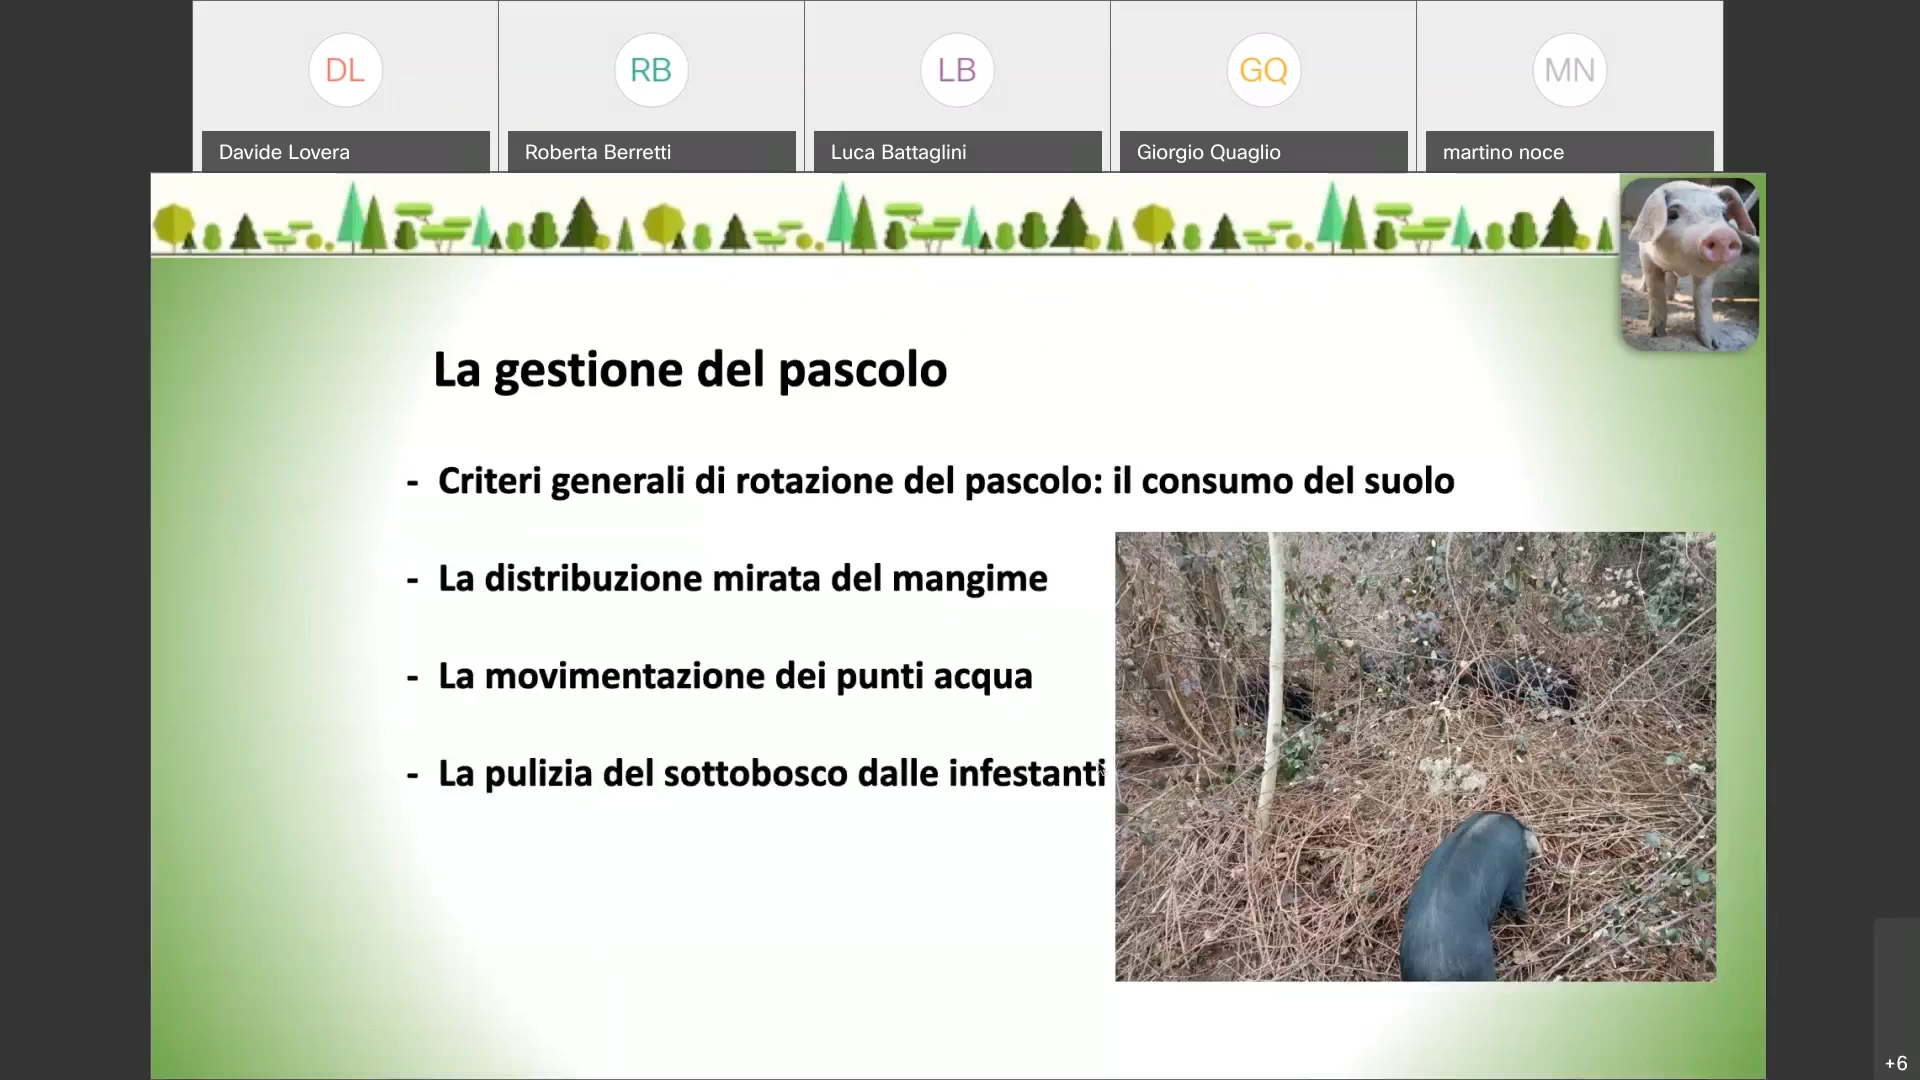 DL
RB
LB
GQ
MN
Davide Lovera
Roberta Berretti
Luca Battaglini
Giorgio Quaglio
martino noce
La gestione del pascolo
- Criteri generali di rotazione del pascolo: il consumo del suolo
- La distribuzione mirata del mangime
- La movimentazione dei punti acqua
- La pulizia del sottobosco dalle infestanti
+6